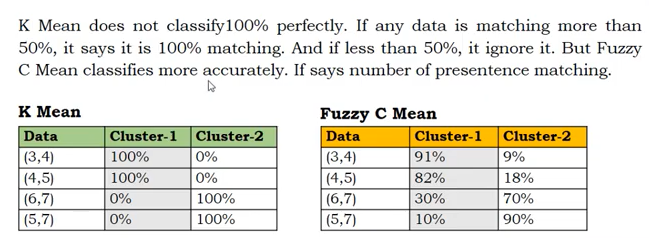 K Mean does not classify100% perfectly. If any data is matching more than
50%, it says it is 100% matching. And if less than 50%, it ignore it. But Fuzzy
C Mean classifies more accurately. If says number of presentence matching.
K Mean
Data Cluster-1 Cluster-2
(3,4) 100% 0%
(4,5) 100% 0%
(6,7) 0% 100%
(5,7) 0% 100%
Fuzzy C Mean
Data Cluster-1 Cluster-2
(3,4) 91% 9%
(4,5) 82% 18%
(6,7) 30% 70%
(5,7) 10% 90%